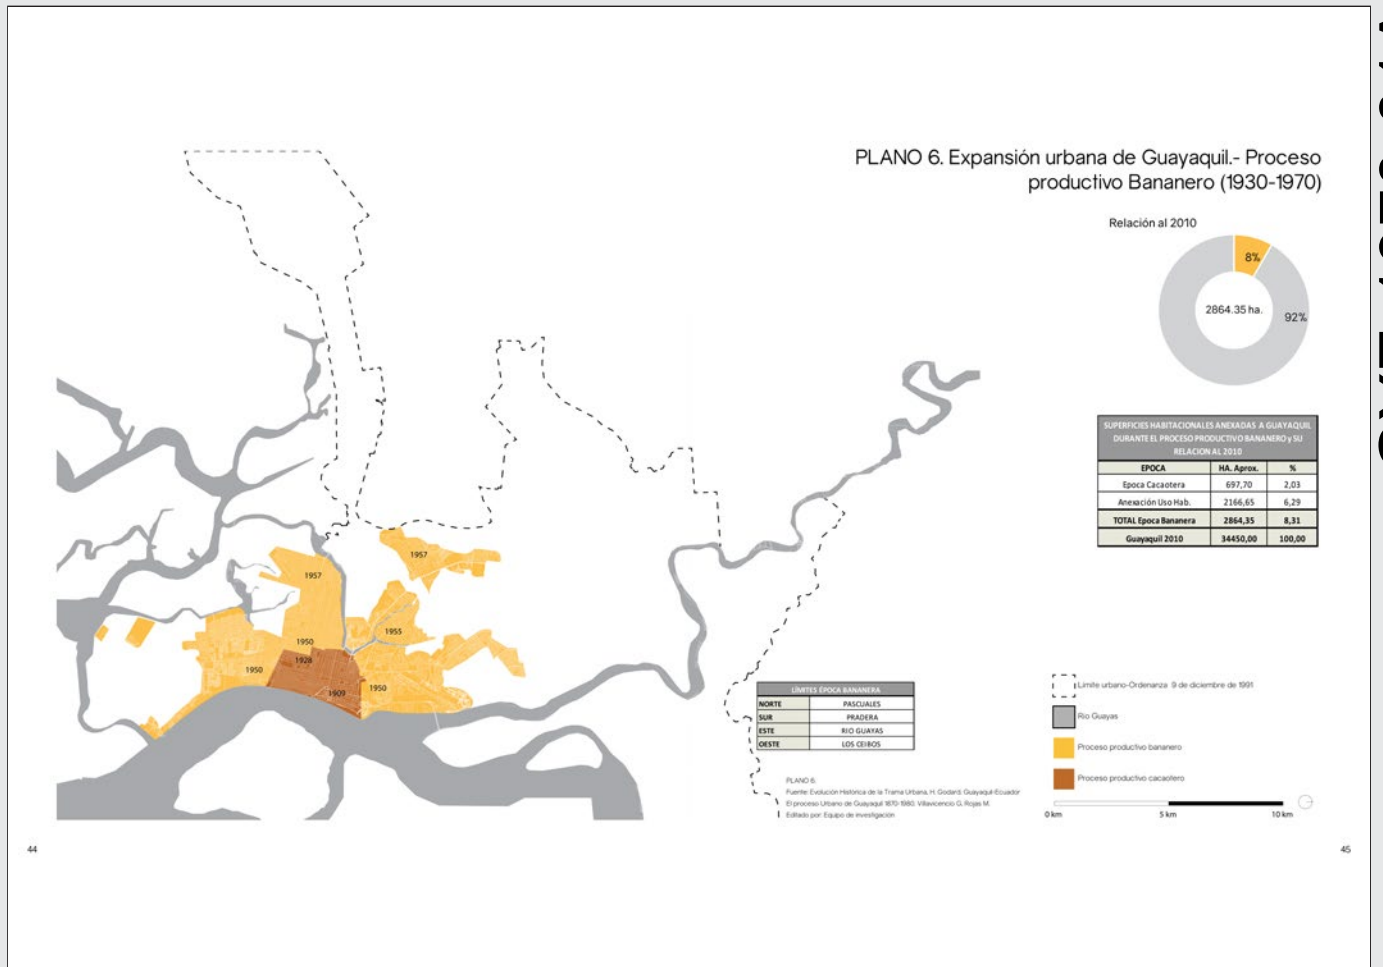 PLANO 6. Expansión urbana de Guayaquil.- Proceso
productivo Bananero (1930-1970)
Relación al 2010
8%
2864.35 ha.
92%
SUPERFICIES HABITACIONALES ANEXADAS A GUAYAQUIL
DURANTE EL PROCESO PRODUCTIVO BANANERO y SU
RELACION AL 2010
EPOCA HA. Aprox. %
Epoca Cacaotera 697,70 2,03
Anexación Uso Hab. 2166,65 6,29
TOTAL Epoca Bananera 2864,35 8,31
Guayaquil 2010 34450,00 100,00
1957
1957
1955
1950
1928
1950
1909
1950
LÍMITES ÉPOCA BANANERA
NORTE PASCUALES
SUR PRADERA
ESTE RIO GUAYAS
OESTE LOS CEIBOS
Límite urbano-Ordenanza 9 de diciembre de 1991
Rio Guayas
Proceso productivo bananero
Proceso productivo cacaotero
PLANO 6.
Fuente: Evolución Histórica de la Trama Urbana, H. Godard, Guayaquil-Ecuador
El proceso Urbano de Guayaquil 1870-1980, Villavicencio G, Rojas M.
Editado por: Equipo de investigación
0 km 5 km 10 km
44
45